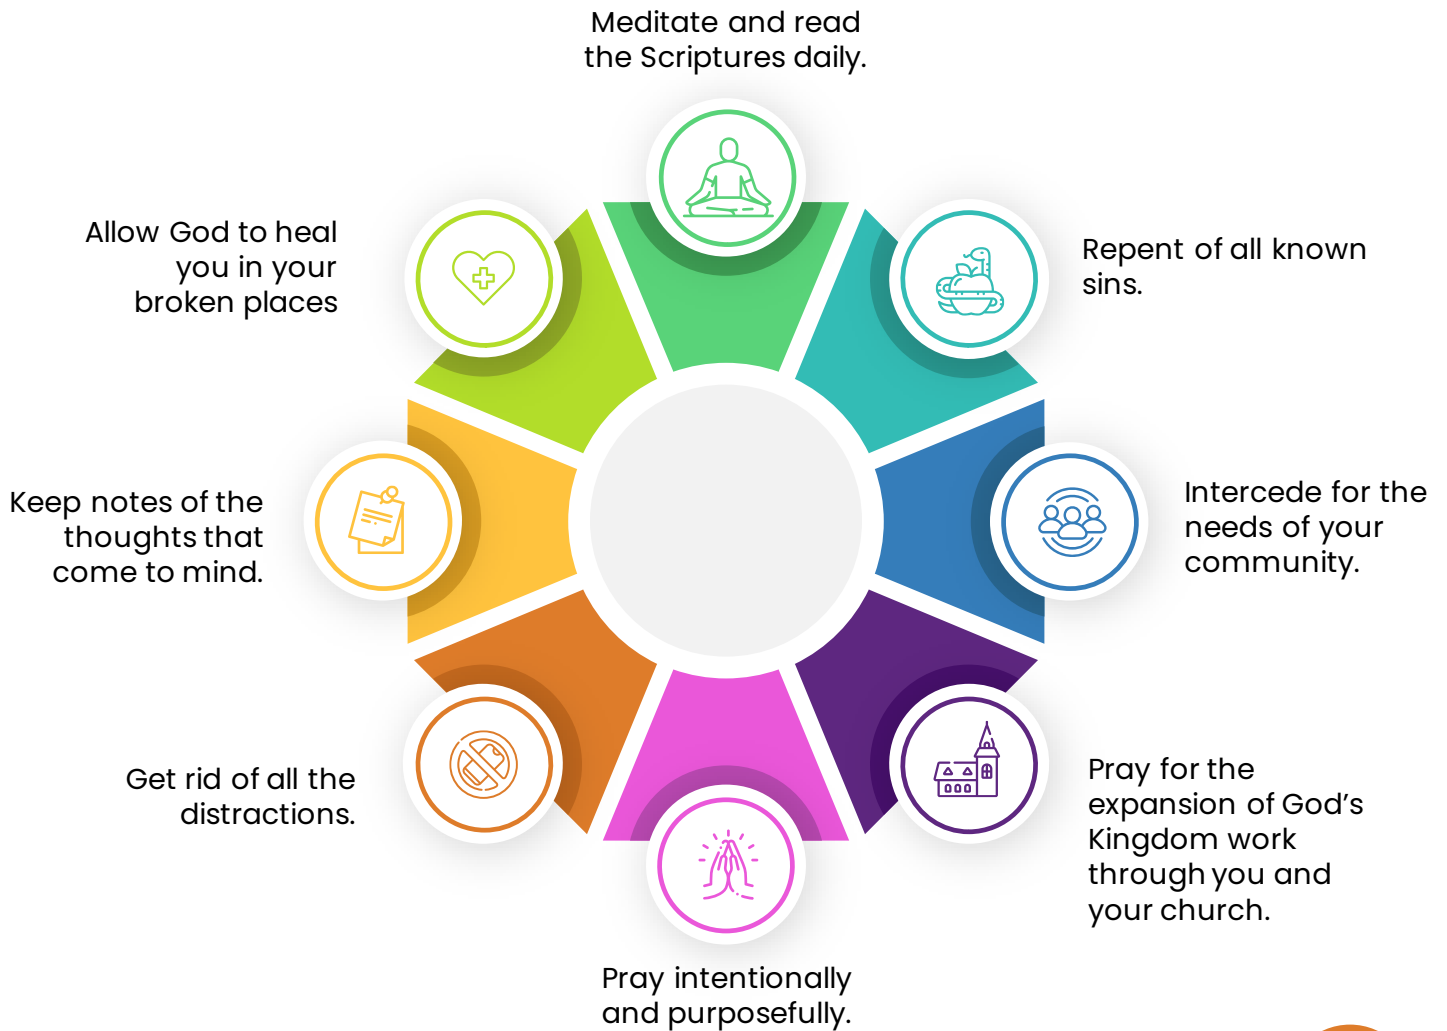 Meditate and read
the Scriptures daily.
Repent of all known
sins.
Intercede for the
needs of your
community.
Pray for the
expansion of God's
Kingdom work
through you and
your church.
Pray intentionally
and purposefully.
Get rid of all the
distractions.
Keep notes of the
thoughts that
come to mind.
Allow God to heal
you in your
broken places